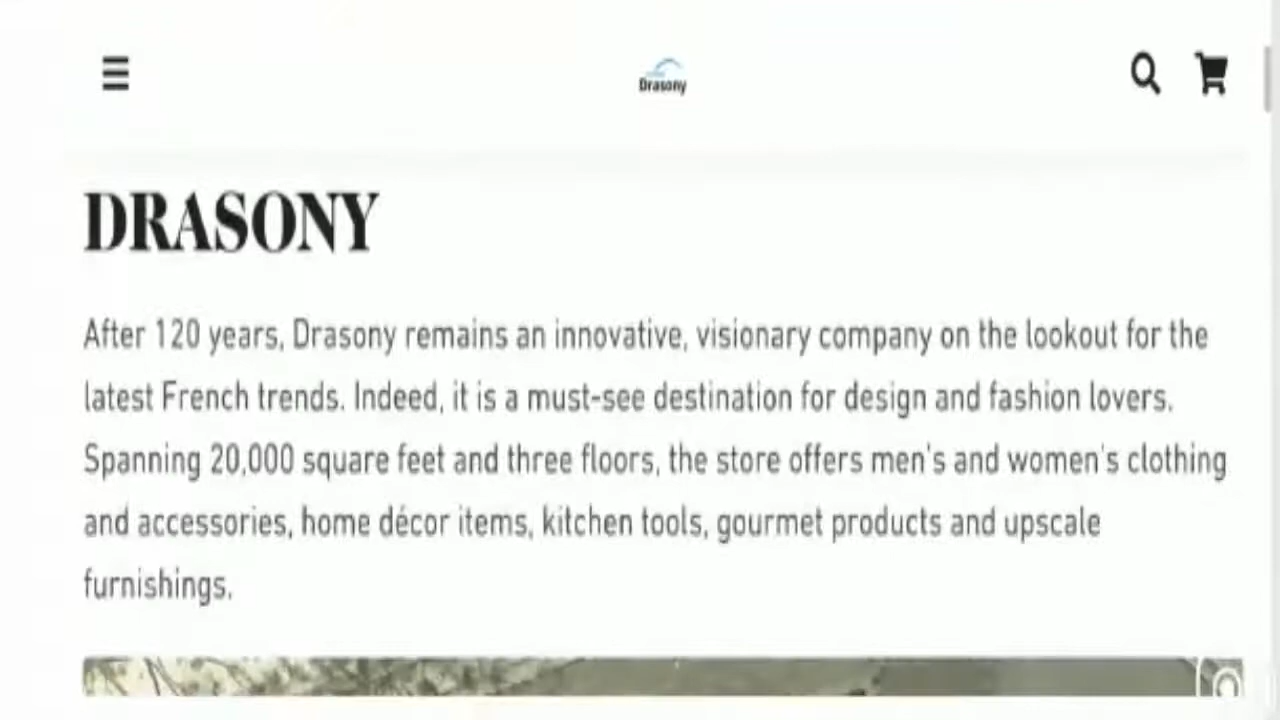 Drasony
DRASONY
After 120 years, Drasony remains an innovative, visionary company on the lookout for the
latest French trends. Indeed, it is a must-see destination for design and fashion lovers.
Spanning 20,000 square feet and three floors, the store offers men's and women's clothing
and accessories, home décor items, kitchen tools, gourmet products and upscale
furnishings.